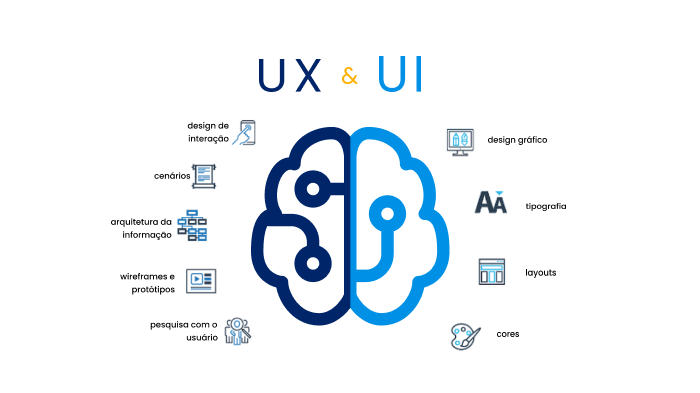 UX & UI
design de
interação
cenários
arquitetura da
informação
wireframes e
protótipos
pesquisa com o
usuário
design gráfico
tipografia
layouts
cores